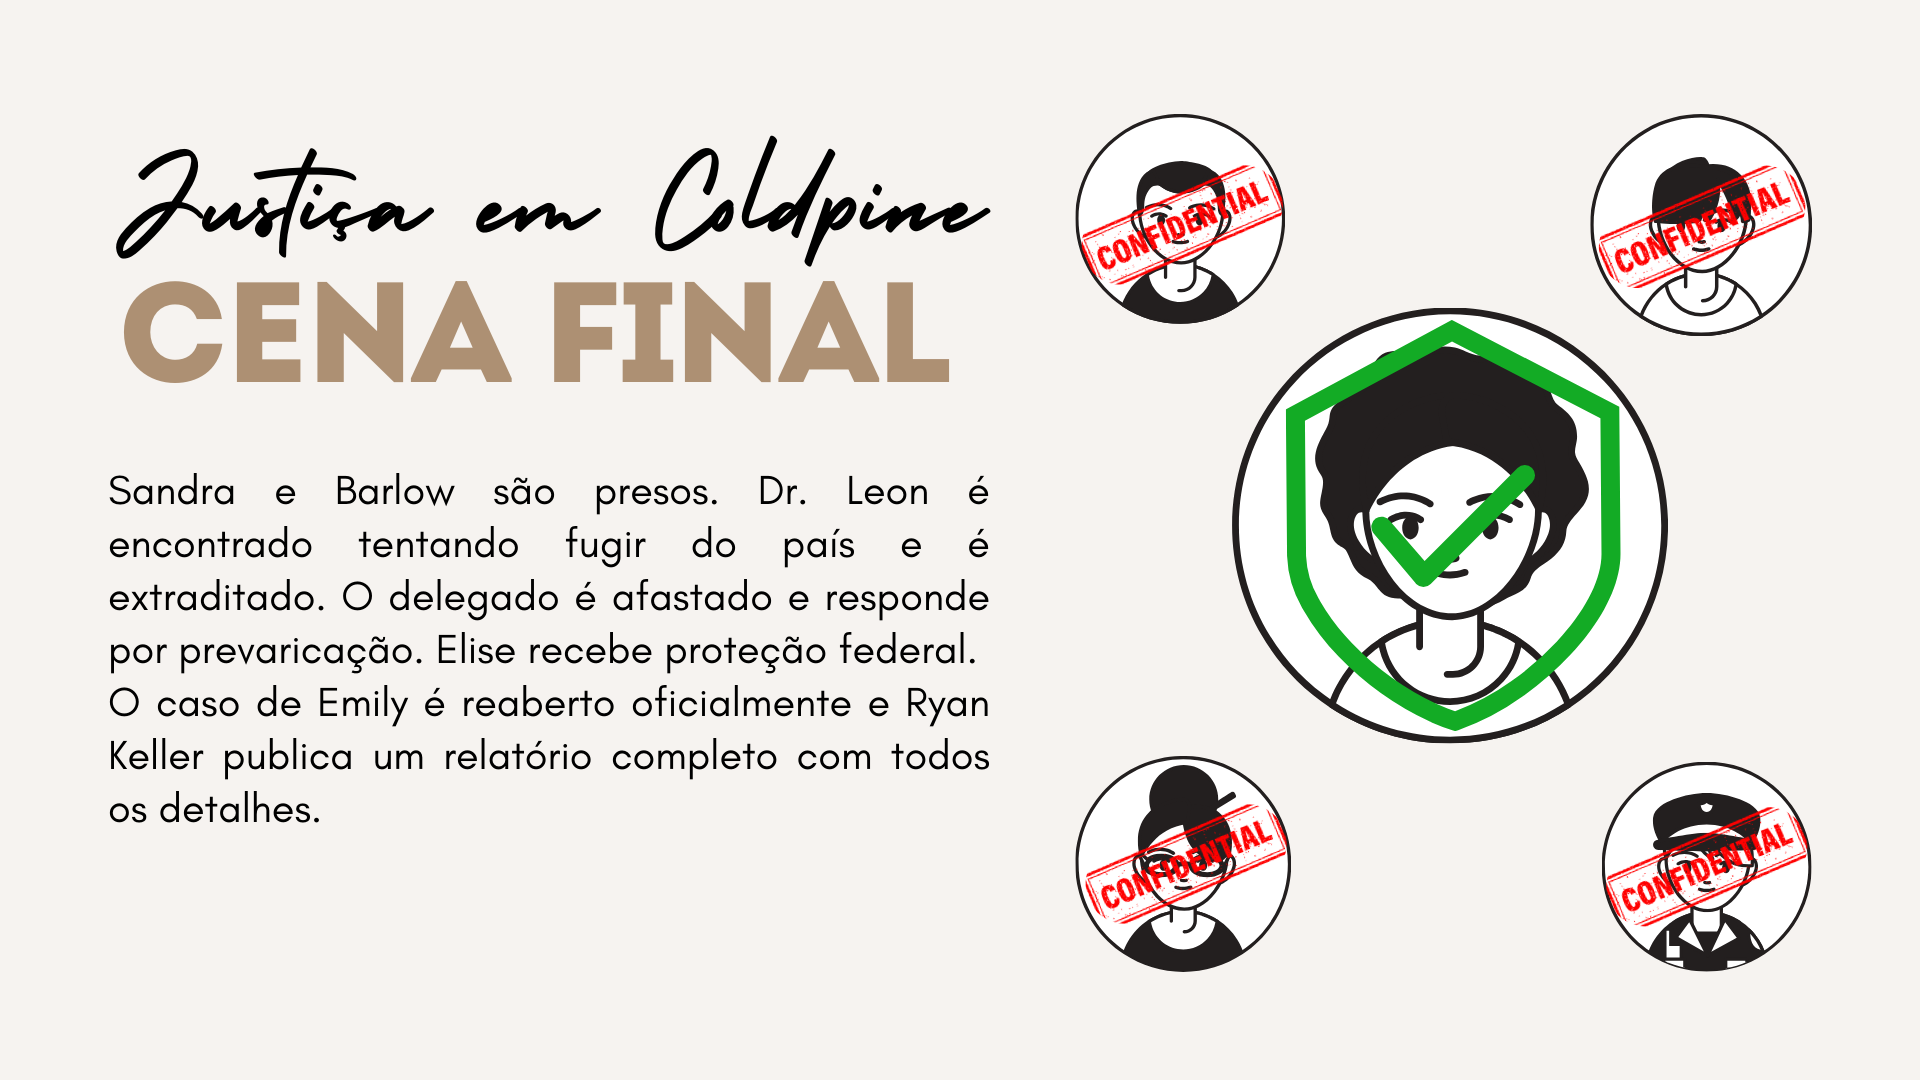 Justiça em Coldpine
CENA FINAL
Sandra e Barlow são presos. Dr. Leon é
encontrado tentando fugir do país e é
extraditado. O delegado é afastado e responde
por prevaricação. Elise recebe proteção federal.
O caso de Emily é reaberto oficialmente e Ryan
Keller publica um relatório completo com todos
os detalhes.
CONFIDENTIAL
CONFIDENTIAL
CONFIDENTIAL
CONFIDENTIAL